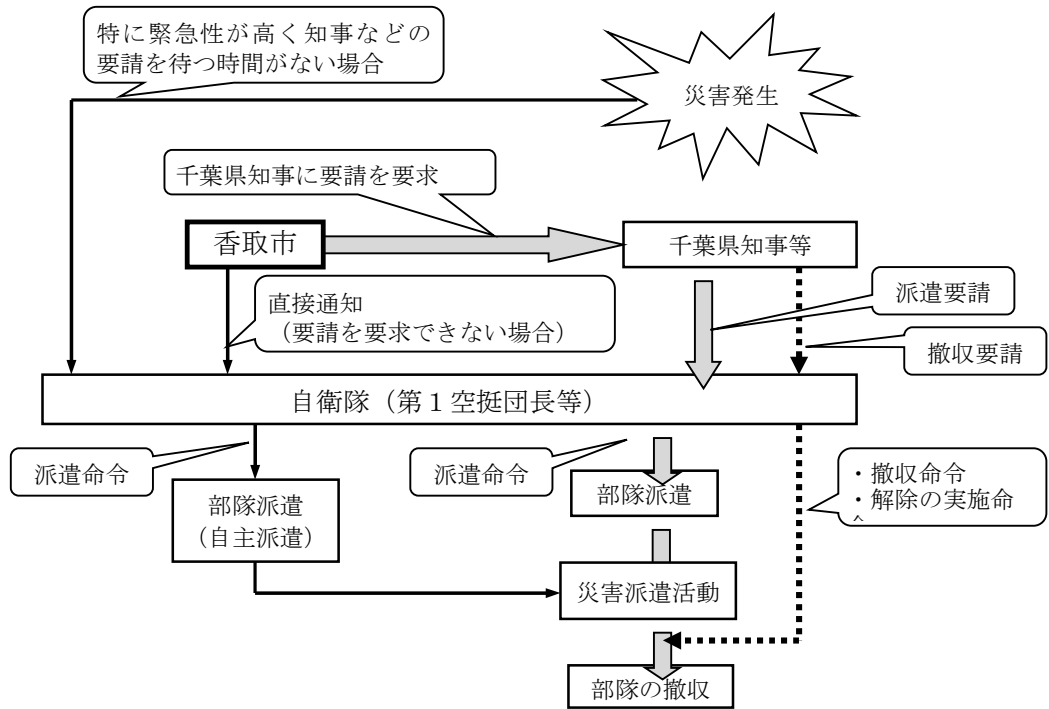 特に緊急性が高く知事などの
要請を待つ時間がない場合
災害発生
千葉県知事に要請を要求
香取市
千葉県知事等
直接通知
（要請を要求できない場合）
派遣要請
撤収要請
自衛隊（第１空挺団長等）
派遣命令
派遣命令
・撤収命令
・解除の実施命
部隊派遣
（自主派遣）
部隊派遣
災害派遣活動
部隊の撤収